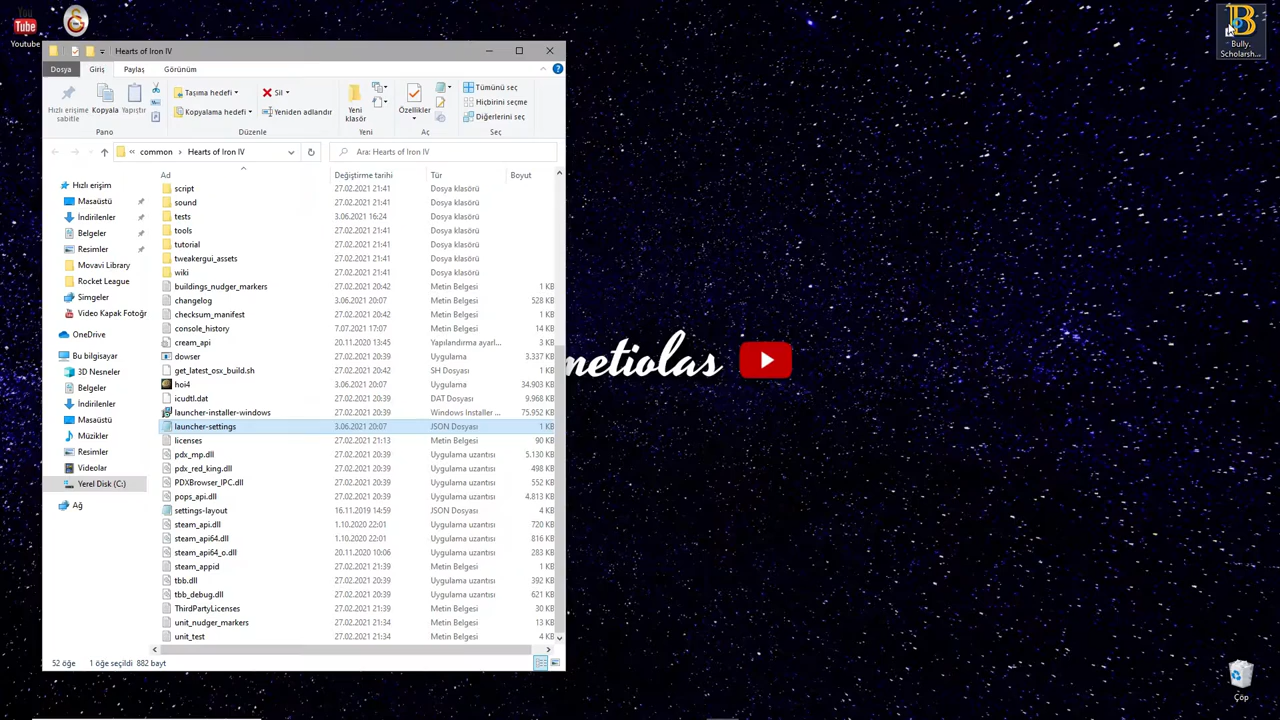 You
Tube
Youtube
Bully.
Scholarsh...
Hearts of Iron IV
Dosya
Giriş
Paylaş
Görünüm
Hızlı erişime
sabitle
Kopyala
Yapıştır
Pano
Taşıma hedefi
Kopyalama hedefi
Sil
Yeniden adlandır
Düzenle
Yeni
klasör
Yeni
Özellikler
Aç
Tümünü seç
Hiçbirini seçme
Diğerlerini seç
Seç
« common › Hearts of Iron IV
Ara: Hearts of Iron IV
Hızlı erişim
Masaüstü
İndirilenler
Belgeler
Resimler
Movavi Library
Rocket League
Simgeler
Video Kapak Fotoğr
OneDrive
Bu bilgisayar
3D Nesneler
Belgeler
İndirilenler
Masaüstü
Müzikler
Resimler
Videolar
Yerel Disk (C:)
Ağ
Ad Değiştirme tarihi Tür Boyut
script 27.02.2021 21:41 Dosya klasörü
sound 27.02.2021 21:41 Dosya klasörü
tests 3.06.2021 16:24 Dosya klasörü
tools 27.02.2021 21:41 Dosya klasörü
tutorial 27.02.2021 21:41 Dosya klasörü
tweakergui_assets 27.02.2021 21:41 Dosya klasörü
wiki 27.02.2021 21:41 Dosya klasörü
buildings_nudger_markers 27.02.2021 20:42 Metin Belgesi 1 KB
changelog 3.06.2021 20:07 Metin Belgesi 528 KB
checksum_manifest 27.02.2021 20:42 Metin Belgesi 1 KB
console_history 7.07.2021 17:07 Metin Belgesi 14 KB
cream_api 20.11.2020 13:45 Yapılandırma ayarl... 3 KB
dowser 27.02.2021 20:39 Uygulama 3.337 KB
get_latest_osx_build.sh 27.02.2021 20:42 SH Dosyası 1 KB
hoi4 3.06.2021 20:07 Uygulama 34.903 KB
icudtl.dat 27.02.2021 20:39 DAT Dosyası 9.968 KB
launcher-installer-windows 27.02.2021 20:39 Windows Installer ... 75.952 KB
launcher-settings 3.06.2021 20:07 JSON Dosyası 1 KB
licenses 27.02.2021 21:13 Metin Belgesi 90 KB
pdx_mp.dll 27.02.2021 20:39 Uygulama uzantısı 5.130 KB
pdx_red_king.dll 27.02.2021 20:39 Uygulama uzantısı 498 KB
PDXBrowser_IPC.dll 27.02.2021 20:39 Uygulama uzantısı 552 KB
pops_api.dll 27.02.2021 20:39 Uygulama uzantısı 4.813 KB
settings-layout 16.11.2019 14:59 JSON Dosyası 4 KB
steam_api.dll 1.10.2020 22:01 Uygulama uzantısı 720 KB
steam_api64.dll 1.10.2020 22:01 Uygulama uzantısı 816 KB
steam_api64_o.dll 20.11.2020 10:06 Uygulama uzantısı 283 KB
steam_appid 27.02.2021 21:39 Metin Belgesi 1 KB
tbb.dll 27.02.2021 20:39 Uygulama uzantısı 392 KB
tbb_debug.dll 27.02.2021 20:39 Uygulama uzantısı 621 KB
ThirdPartyLicenses 27.02.2021 21:39 Metin Belgesi 30 KB
unit_nudger_markers 27.02.2021 21:34 Metin Belgesi 13 KB
unit_test 27.02.2021 21:34 Metin Belgesi 4 KB
52 öğe 1 öğe seçildi 882 bayt
metiolas
Çöp